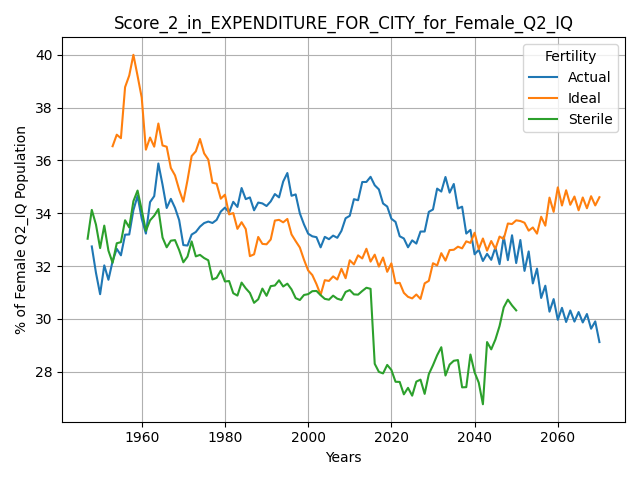 Score_2_in_EXPENDITURE_FOR_CITY_for_Female_Q2_IQ
Fertility
Actual
Ideal
Sterile
% of Female Q2_IQ Population
40
38
36
34
32
30
28
1960
1980
2000
2020
2040
2060
Years